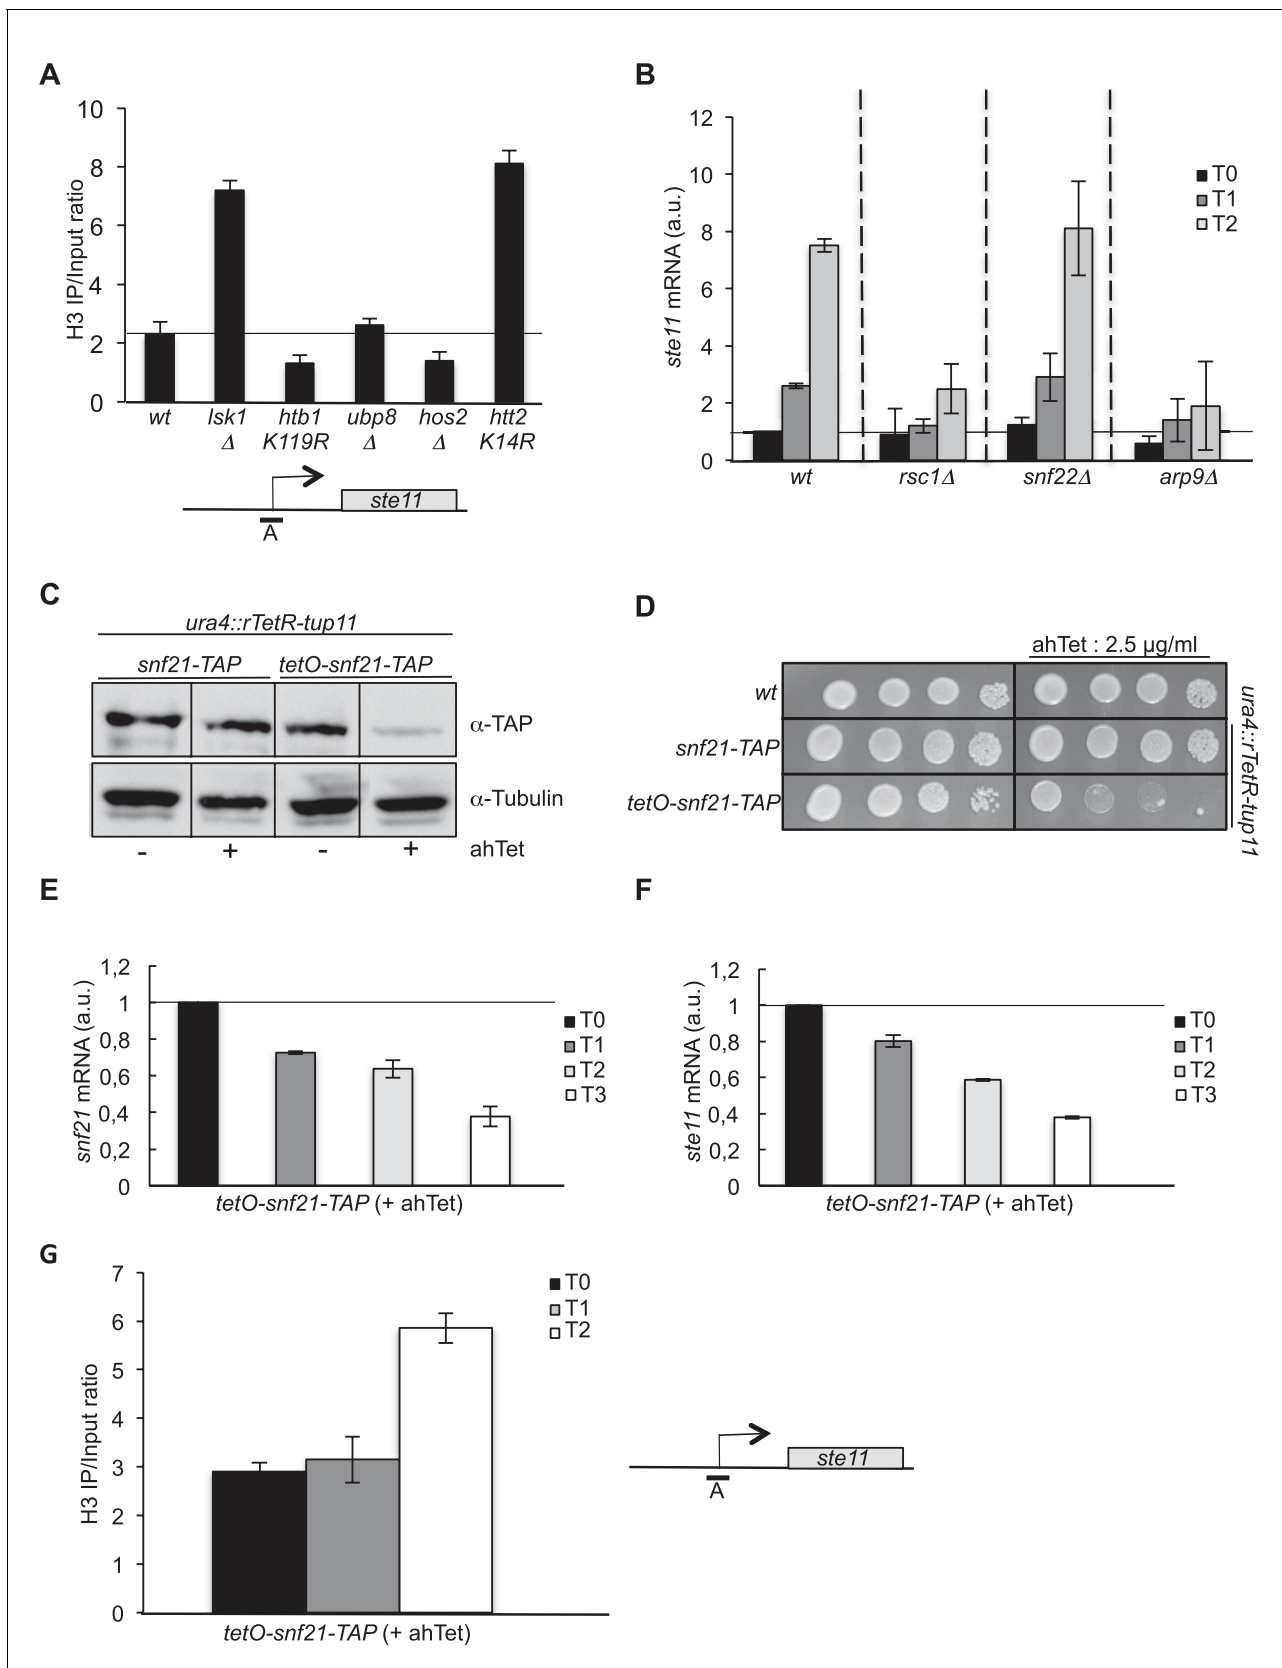 A
H3 IP/Input ratio
10
8
6
4
2
0
wt
lsk1 Δ
htb1 K119R
ubp8 Δ
hos2 Δ
htt2 K14R
ste11
A
B
ste11 mRNA (a.u.)
12
10
8
6
4
2
0
T0
T1
T2
wt
rsc1Δ
snf22Δ
arp9Δ
C
ura4::rTetR-tup11
snf21-TAP
tetO-snf21-TAP
α-TAP
α-Tubulin
- + - + ahTet
D
ahTet : 2.5 µg/ml
wt
snf21-TAP
tetO-snf21-TAP
ura4::rTetR-tup11
E
snf21 mRNA (a.u.)
1,2
1
0,8
0,6
0,4
0,2
0
T0
T1
T2
T3
tetO-snf21-TAP (+ ahTet)
F
ste11 mRNA (a.u.)
1,2
1
0,8
0,6
0,4
0,2
0
T0
T1
T2
T3
tetO-snf21-TAP (+ ahTet)
G
H3 IP/Input ratio
7
6
5
4
3
2
1
0
T0
T1
T2
tetO-snf21-TAP (+ ahTet)
ste11
A